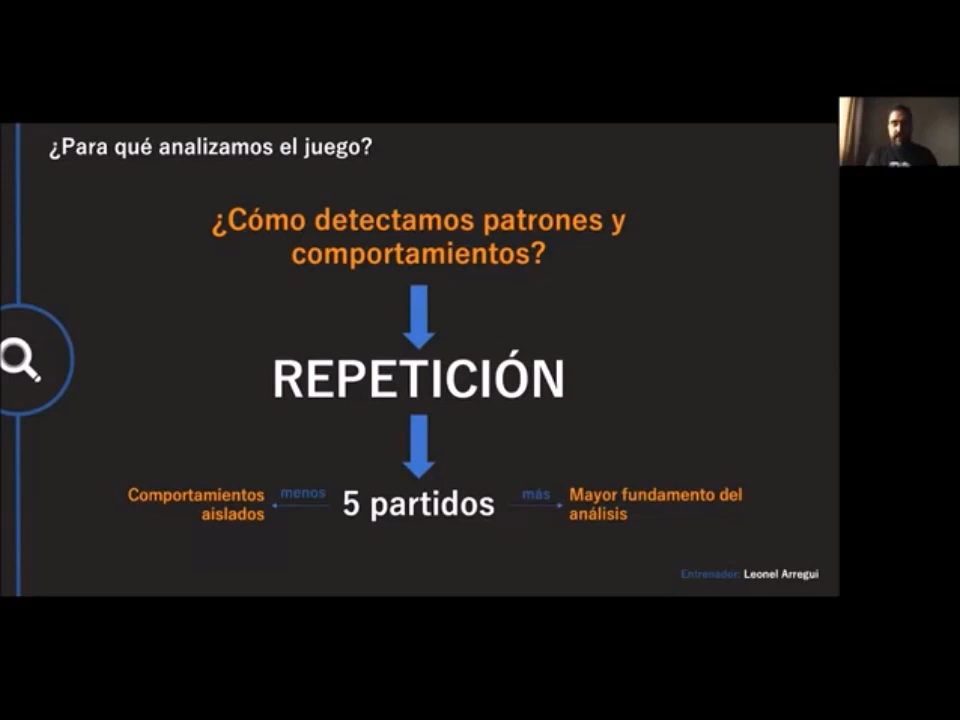 ¿Para qué analizamos el juego?
¿Cómo detectamos patrones y
comportamientos?
REPETICIÓN
Comportamientos
aislados
menos
5 partidos
más
Mayor fundamento del
análisis
Entrenador: Leonel Arregui